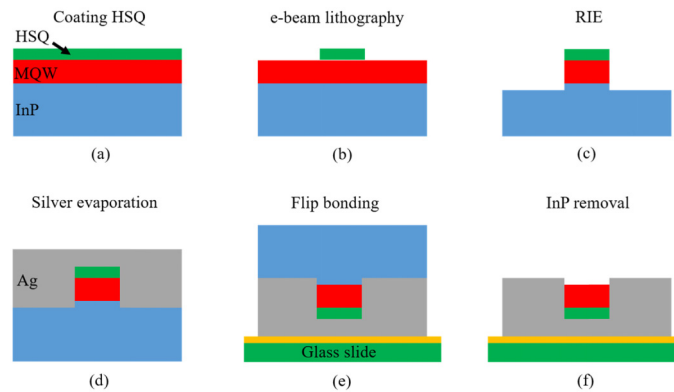 Coating HSQ
e-beam lithography
RIE
HSQ
MQW
InP
(a)
(b)
(c)
Silver evaporation
Flip bonding
InP removal
Ag
Glass slide
(d)
(e)
(f)